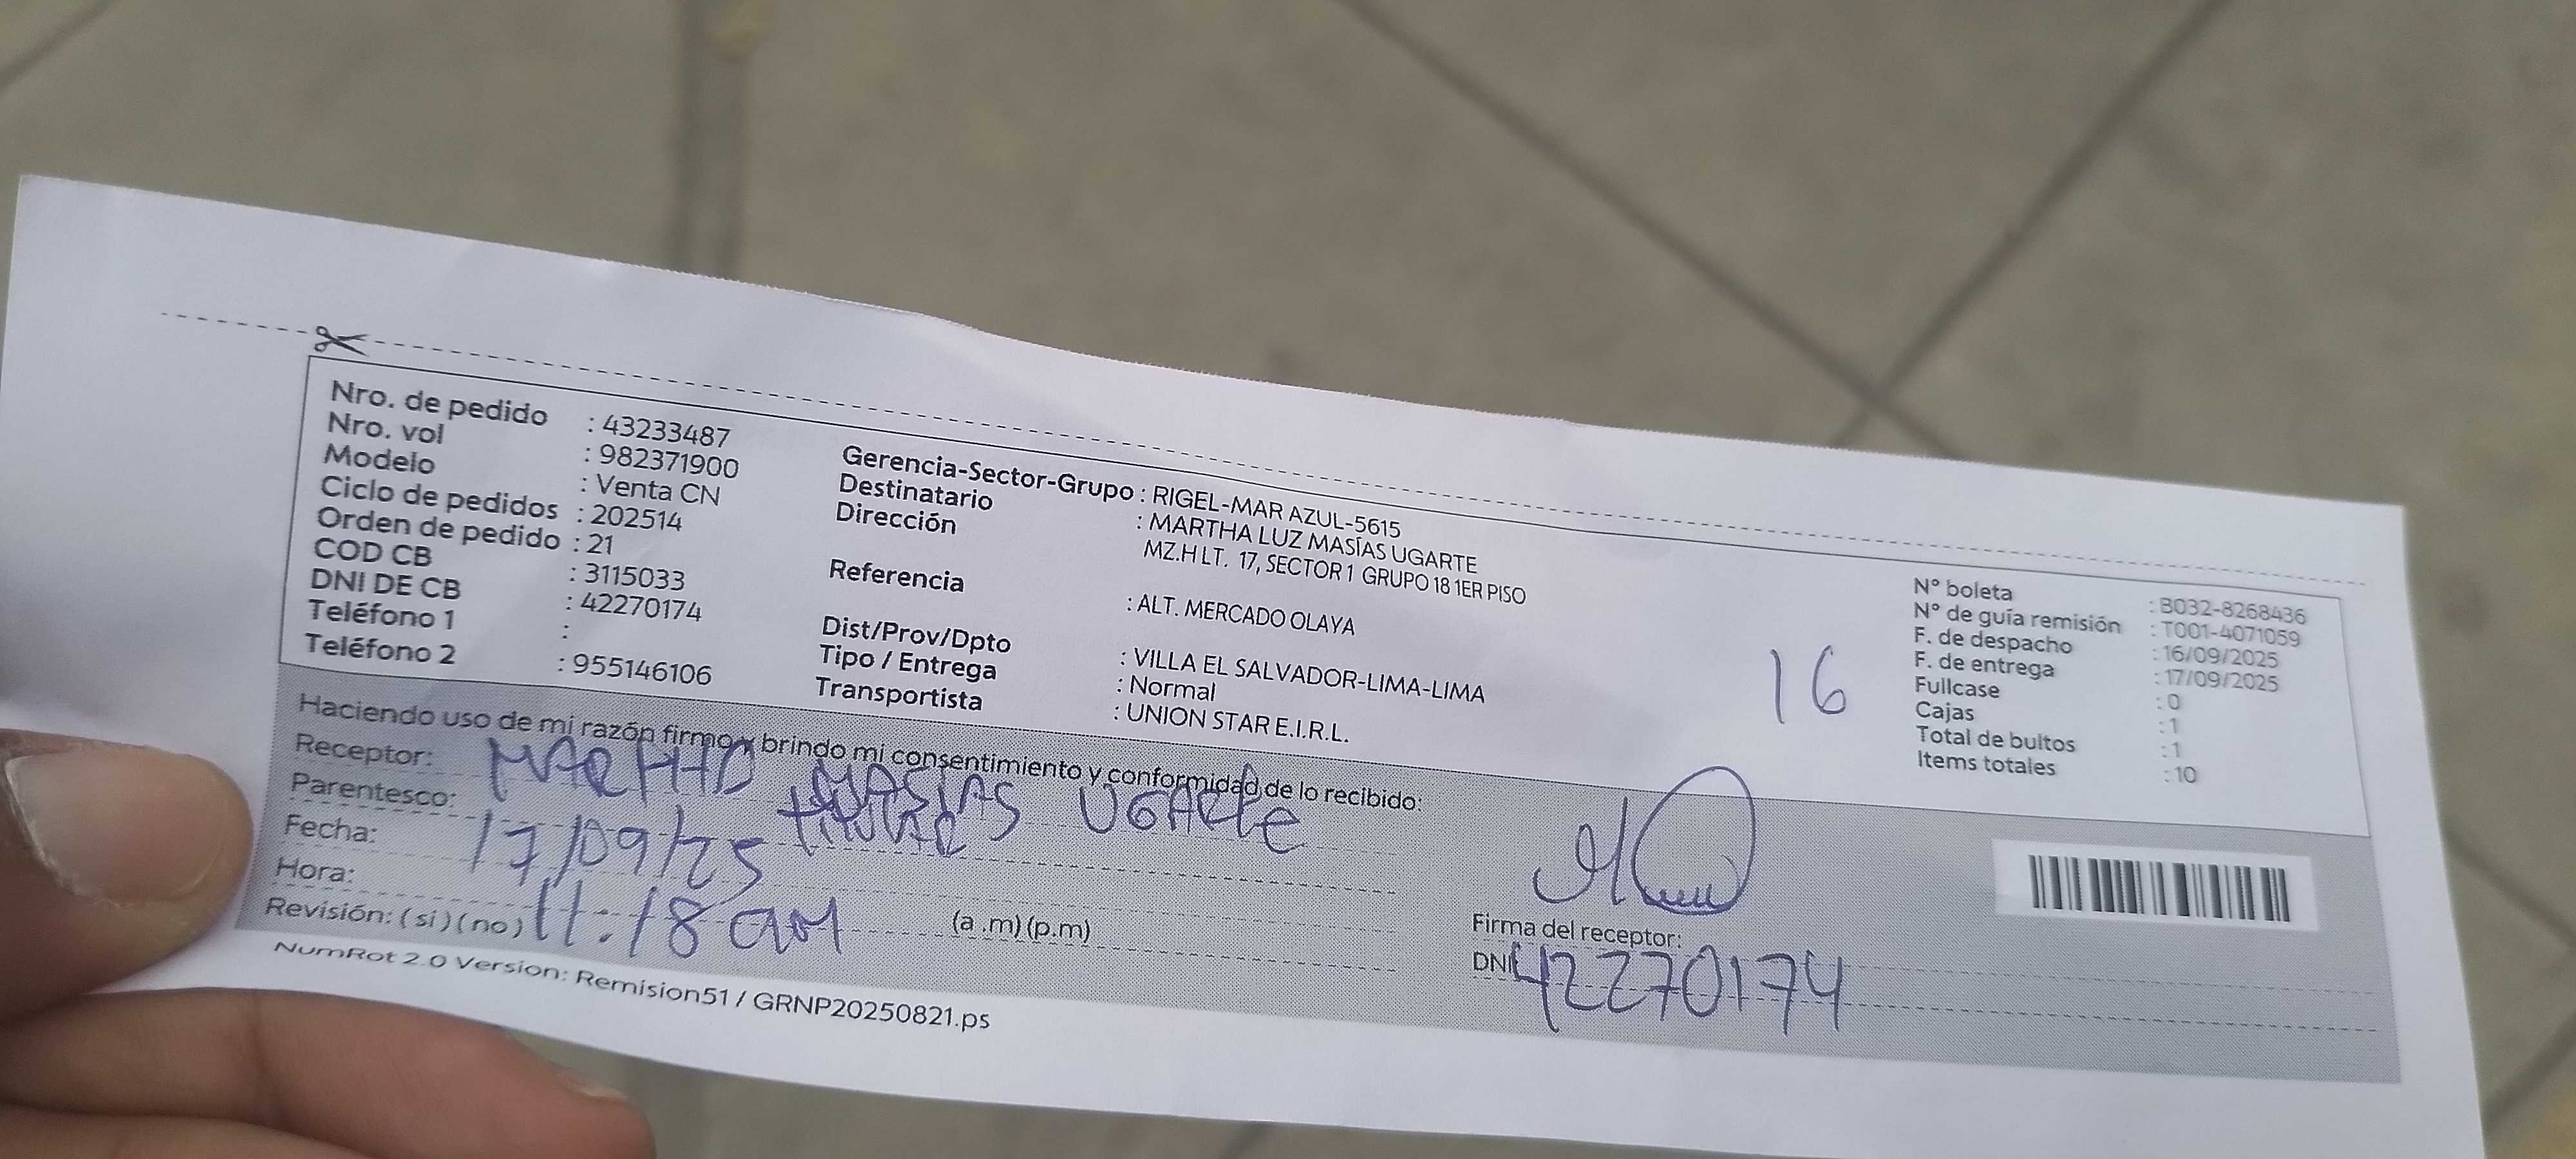 Nro. de pedido : 43233487
Nro. vol : 982371900
Modelo : Venta CN
Ciclo de pedidos : 202514
Orden de pedido : 21
COD CB : 3115033
DNI DE CB : 42270174
Teléfono 1 :
Teléfono 2 : 955146106
Gerencia-Sector-Grupo : RIGEL-MAR AZUL-5615
Destinatario : MARTHA LUZ MASÍAS UGARTE
Dirección MZ.H LT. 17, SECTOR 1 GRUPO 18 1ER PISO
Referencia : ALT. MERCADO OLAYA
Dist/Prov/Dpto : VILLA EL SALVADOR-LIMA-LIMA
Tipo / Entrega : Normal
Transportista : UNION STAR E.I.R.L.
16
N° boleta : B032-8268436
N° de guía remisión : T001-4071059
F. de despacho : 16/09/2025
F. de entrega : 17/09/2025
Fullcase : 0
Cajas : 1
Total de bultos : 1
Items totales : 10
Haciendo uso de mi razón firmo y brindo mi consentimiento y conformidad de lo recibido:
Receptor: MARTHA MASIAS UGARTE
Parentesco: titular
Fecha: 17/09/25
Hora: 11:18 am (a .m) (p.m)
Revisión: ( si ) ( no )
Firma del receptor:
DNI 42270174
NumRot 2.0 Version: Remision51 / GRNP20250821.ps